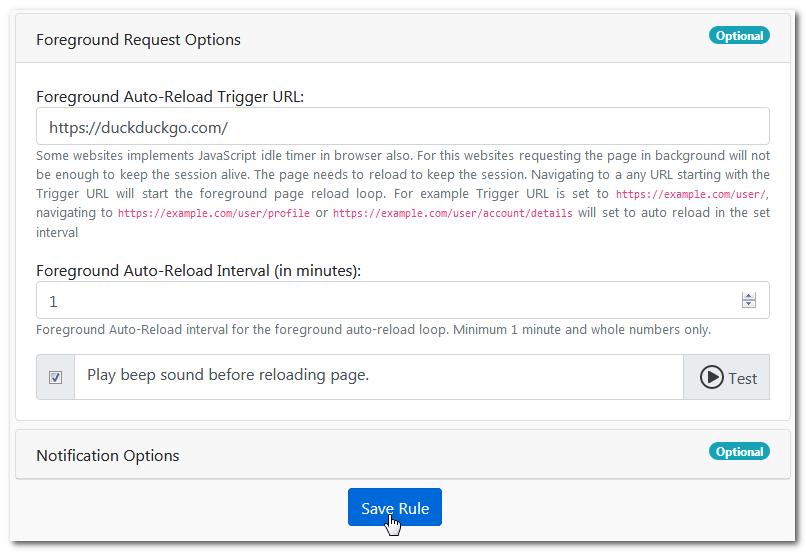 Foreground Request Options
Optional
Foreground Auto-Reload Trigger URL:
https://duckduckgo.com/
Some websites implements JavaScript idle timer in browser also. For this websites requesting the page in background will not
be enough to keep the session alive. The page needs to reload to keep the session. Navigating to a any URL starting with the
Trigger URL will start the foreground page reload loop. For example Trigger URL is set to https://example.com/user/,
navigating to https://example.com/user/profile or https://example.com/user/account/details will set to auto reload in the set
interval
Foreground Auto-Reload Interval (in minutes):
1
Foreground Auto-Reload interval for the foreground auto-reload loop. Minimum 1 minute and whole numbers only.
Play beep sound before reloading page.
Test
Notification Options
Optional
Save Rule